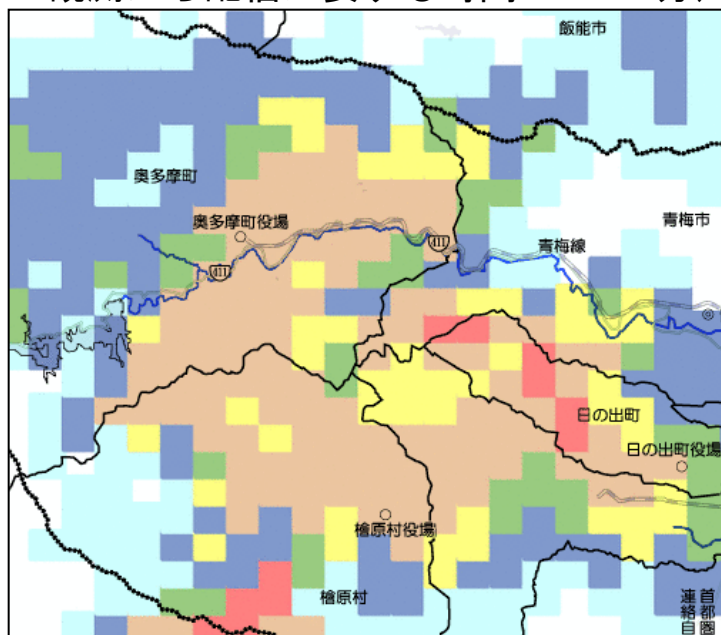 飯能市
奥多摩町
奥多摩町役場
青梅市
411
青梅線
411
日の出町
日の出町役場
檜原村役場
檜原村
首都圏
連絡自